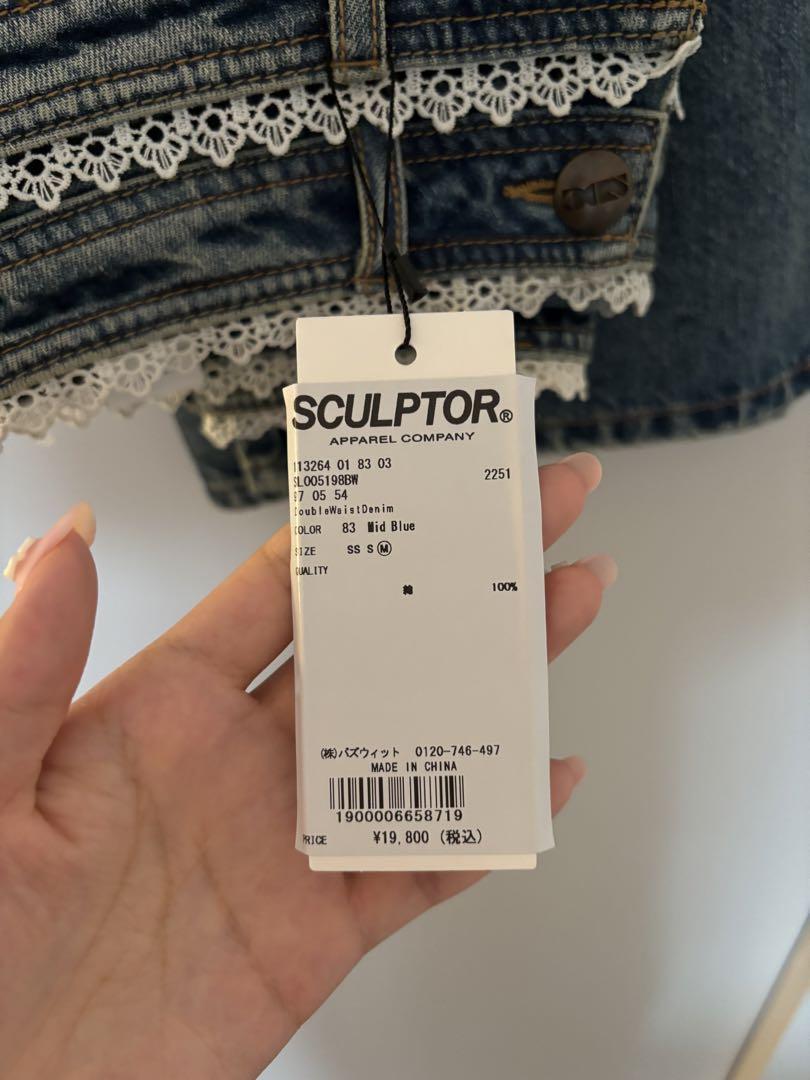 SCULPTOR®
APPAREL COMPANY
113264 01 83 03
SL005198BW 2251
97 05 54
DoubleWaistDenim
COLOR 83 Mid Blue
SIZE SS S Ⓜ
QUALITY
綿 100%
(株)バズウィット 0120-746-497
MADE IN CHINA
1900006658719
PRICE ¥19,800 (税込)